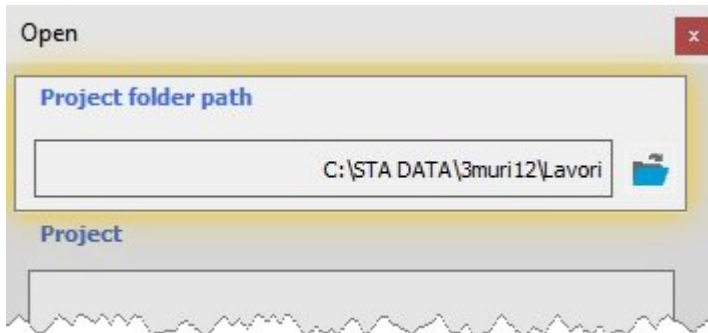 Open
x
Project folder path
C:\STA DATA\3muri12\Lavori
Project